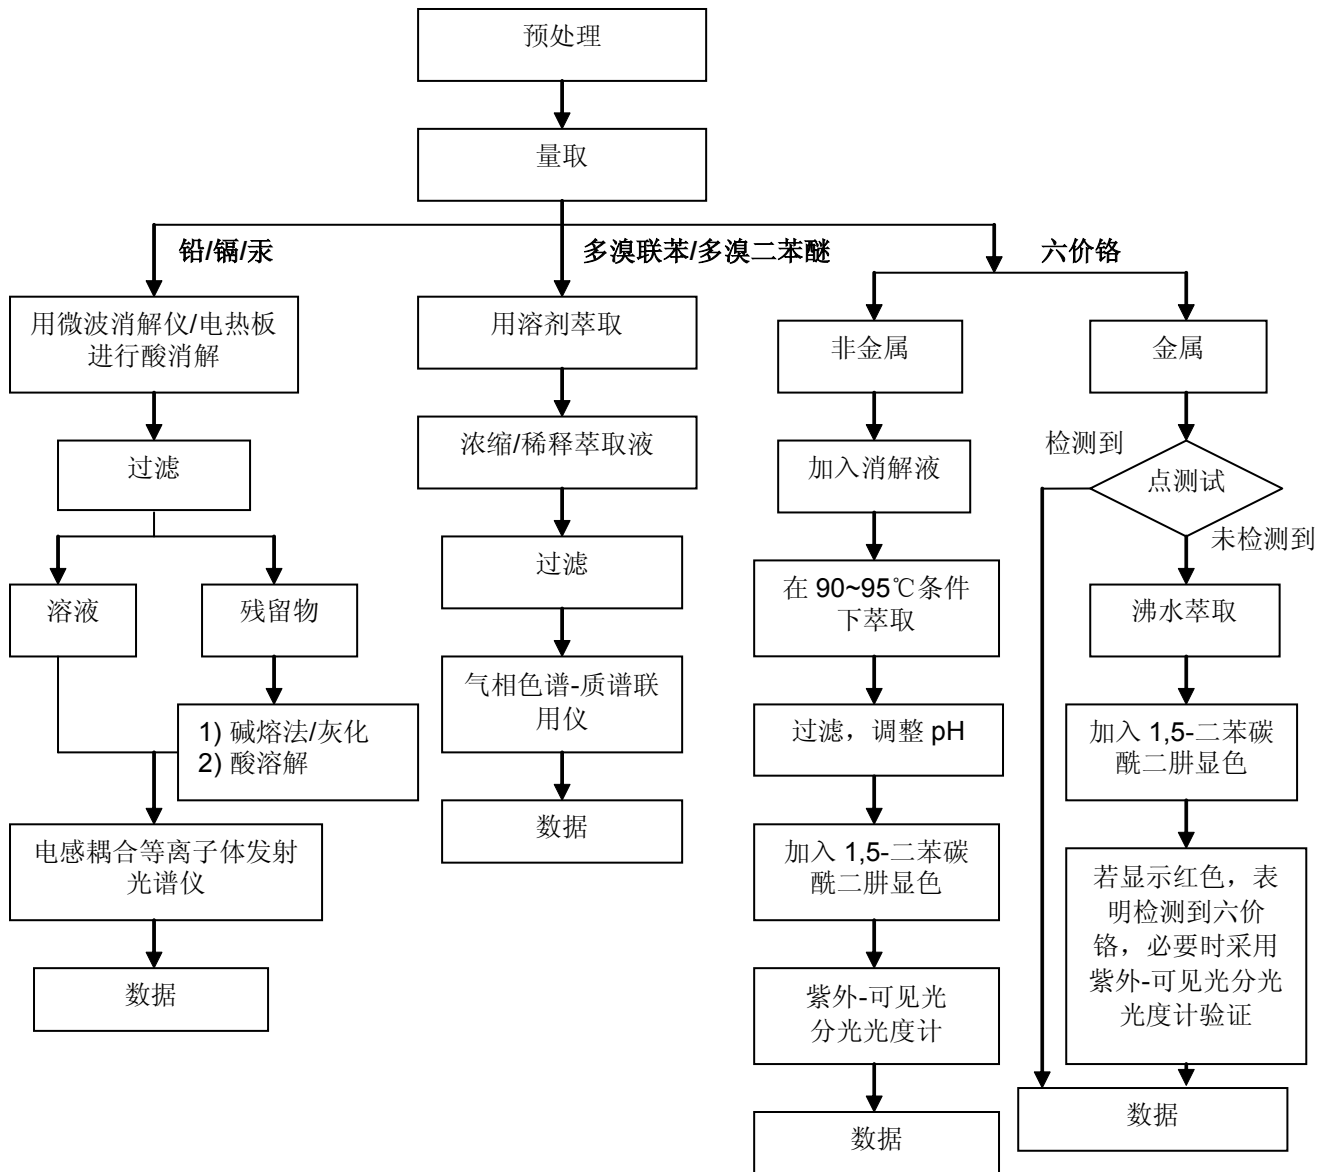 预处理
量取
铅/镉/汞
多溴联苯/多溴二苯醚
六价铬
用微波消解仪/电热板
进行酸消解
过滤
溶液
残留物
1) 碱熔法/灰化
2) 酸溶解
电感耦合等离子体发射
光谱仪
数据
用溶剂萃取
浓缩/稀释萃取液
过滤
气相色谱-质谱联
用仪
数据
非金属
加入消解液
在 90~95℃条件
下萃取
过滤，调整 pH
加入 1,5-二苯碳
酰二肼显色
紫外-可见光
分光光度计
数据
金属
检测到
点测试
未检测到
沸水萃取
加入 1,5-二苯碳
酰二肼显色
若显示红色，表
明检测到六价
铬，必要时采用
紫外-可见光分光
光度计验证
数据